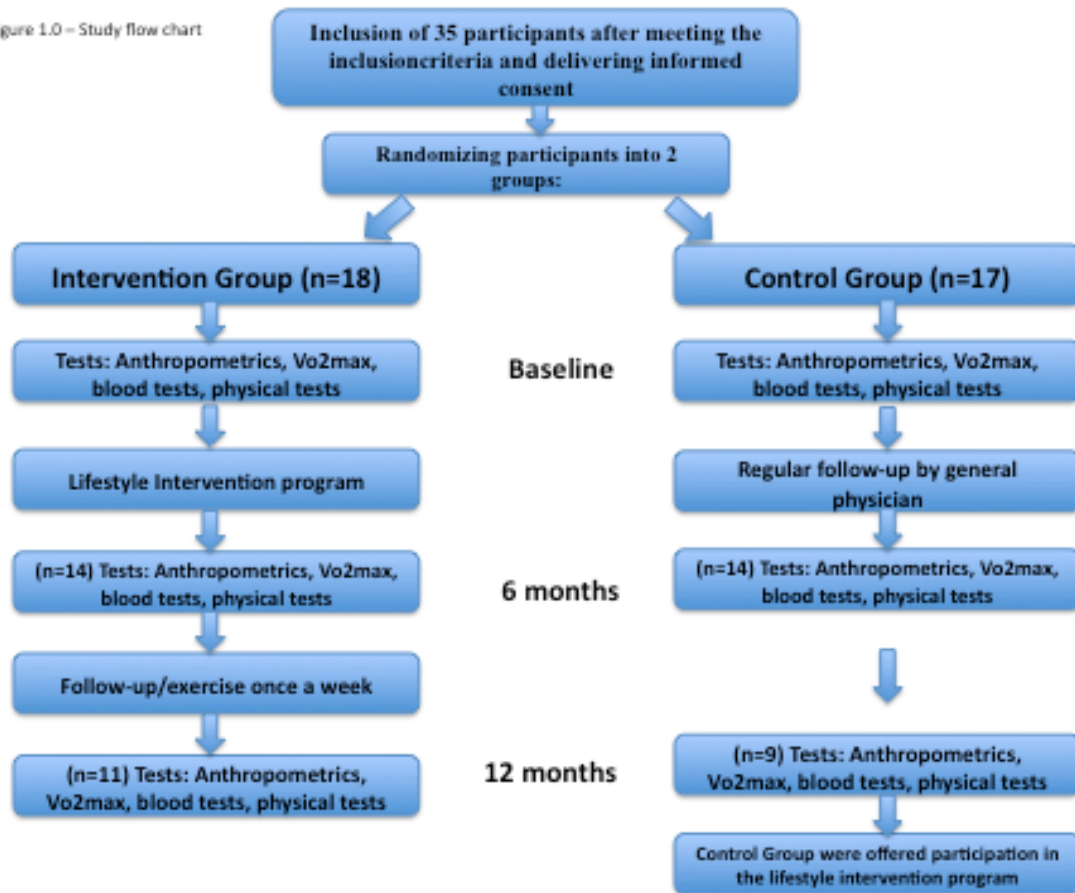 gure 1.0 – Study flow chart
Inclusion of 35 participants after meeting the
inclusioncriteria and delivering informed
consent
Randomizing participants into 2
groups:
Intervention Group (n=18)
Control Group (n=17)
Tests: Anthropometrics, Vo2max,
blood tests, physical tests
Baseline
Tests: Anthropometrics, Vo2max,
blood tests, physical tests
Lifestyle Intervention program
Regular follow-up by general
physician
(n=14) Tests: Anthropometrics, Vo2max,
blood tests, physical tests
6 months
(n=14) Tests: Anthropometrics, Vo2max,
blood tests, physical tests
Follow-up/exercise once a week
(n=11) Tests: Anthropometrics,
Vo2max, blood tests, physical tests
12 months
(n=9) Tests: Anthropometrics,
Vo2max, blood tests, physical tests
Control Group were offered participation in
the lifestyle intervention program